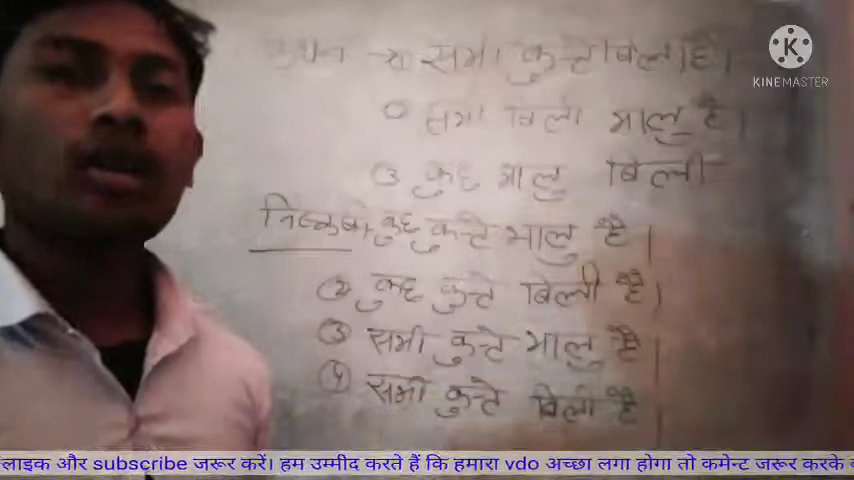 कथन → ① सभी कुत्ते बिल्ली है।
② सभी बिल्ली भालु है।
③ कुछ भालु बिल्ली
निष्कर्ष ① कुछ कुत्ते भालु है।
② कुछ कुत्ते बिल्ली है।
③ सभी कुत्ते भालु है।
④ सभी कुत्ते बिल्ली है।
KINEMASTER
लाइक और subscribe जरूर करें। हम उम्मीद करते हैं कि हमारा vdo अच्छा लगा होगा तो कमेन्ट जरूर करके